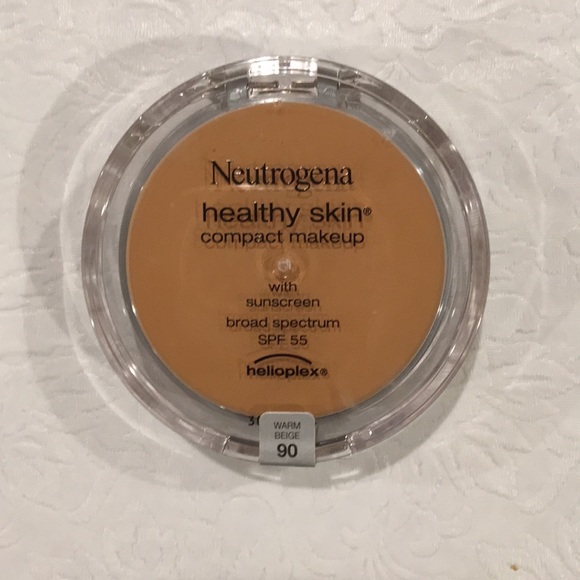 Neutrogena
healthy skin®
compact makeup
with
sunscreen
broad spectrum
SPF 55
helioplex®
WARM
BEIGE
90